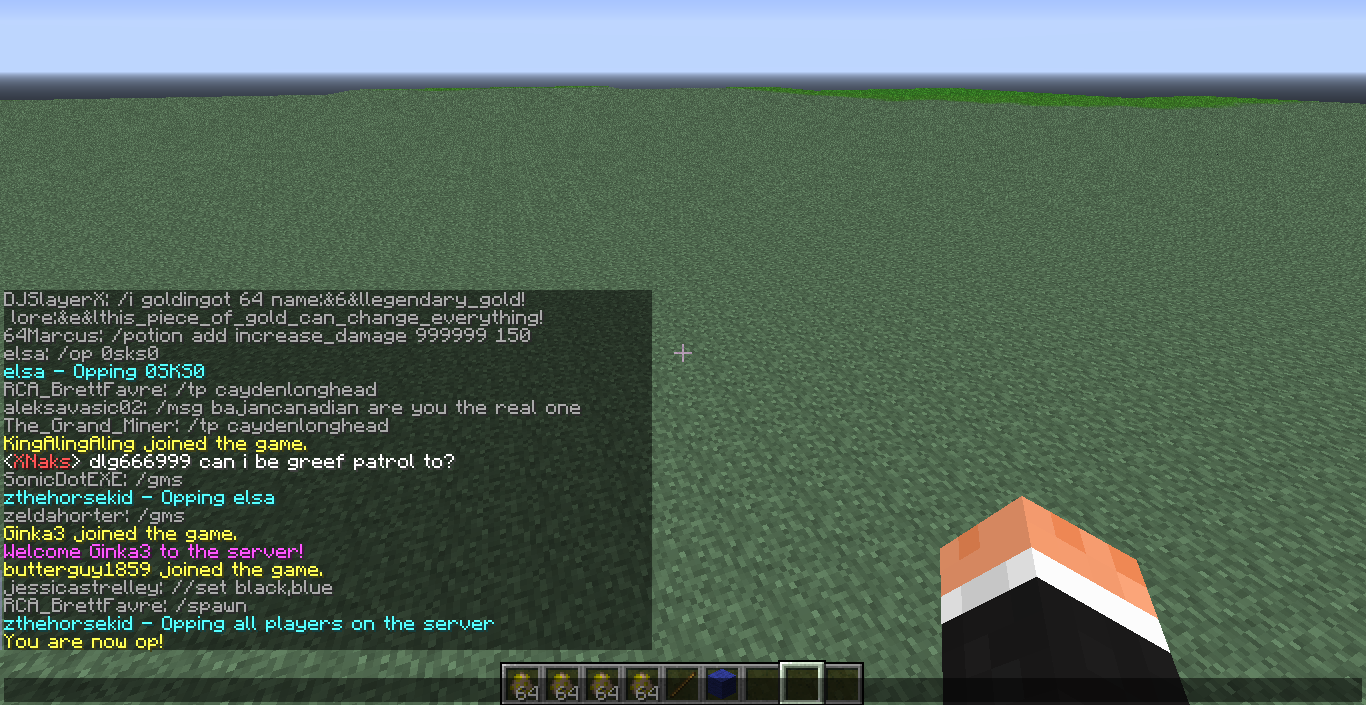 DJSlayerX: /i goldingot 64 name:&6&llegendary_gold!
lore:&e&lthis_piece_of_gold_can_change_everything!
64Marcus: /potion add increase_damage 999999 150
elsa: /op 0sks0
elsa - Opping 0SKS0
RCA_BrettFavre: /tp caydenlonghead
aleksavasic02: /msg bajancanadian are you the real one
The_Grand_Miner: /tp caydenlonghead
KingAlingAling joined the game.
<XNaks> dlg666999 can i be greef patrol to?
SonicDotEXE: /gms
zthehorsekid - Opping elsa
zeldahorter: /gms
Ginka3 joined the game.
Welcome Ginka3 to the server!
butterguy1859 joined the game.
jessicastrelley: //set black,blue
RCA_BrettFavre: /spawn
zthehorsekid - Opping all players on the server
You are now op!
64 64 64 64